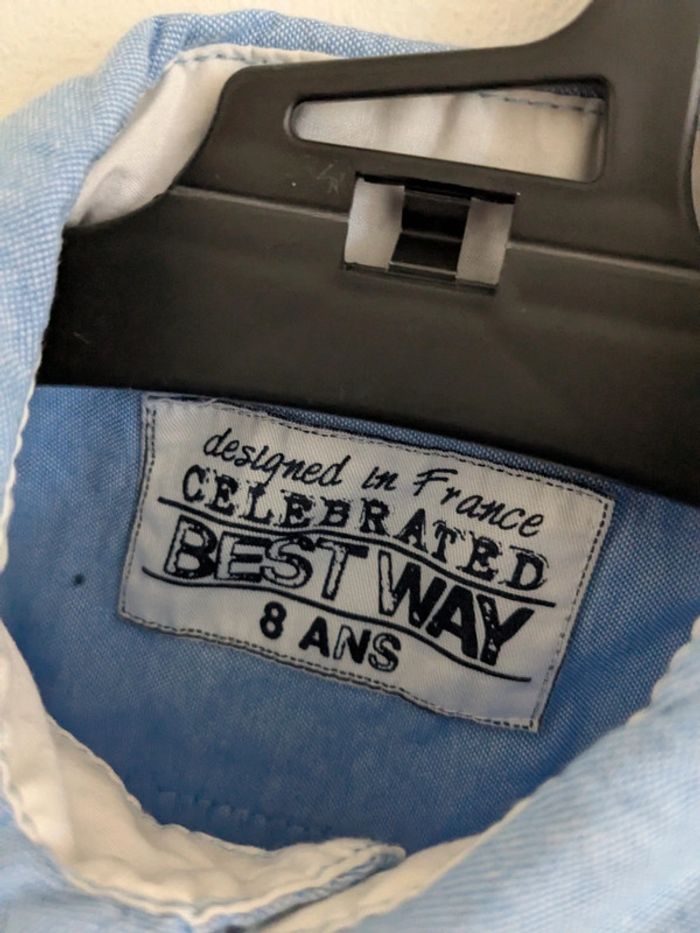 designed in France
CELEBRATED
BEST WAY
8 ANS